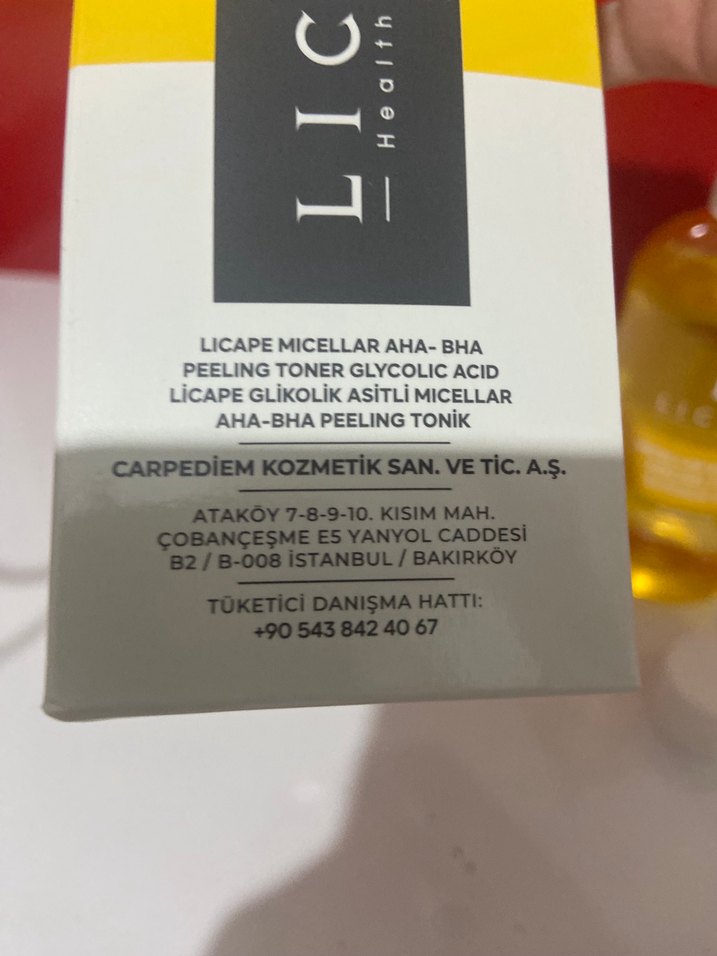 LIC
Health
LICAPE MICELLAR AHA- BHA
PEELING TONER GLYCOLIC ACID
LİCAPE GLİKOLİK ASİTLİ MICELLAR
AHA-BHA PEELING TONİK
CARPEDİEM KOZMETİK SAN. VE TİC. A.Ş.
ATAKÖY 7-8-9-10. KISIM MAH.
ÇOBANÇEŞME E5 YANYOL CADDESİ
B2 / B-008 İSTANBUL / BAKIRKÖY
TÜKETİCİ DANIŞMA HATTI:
+90 543 842 40 67